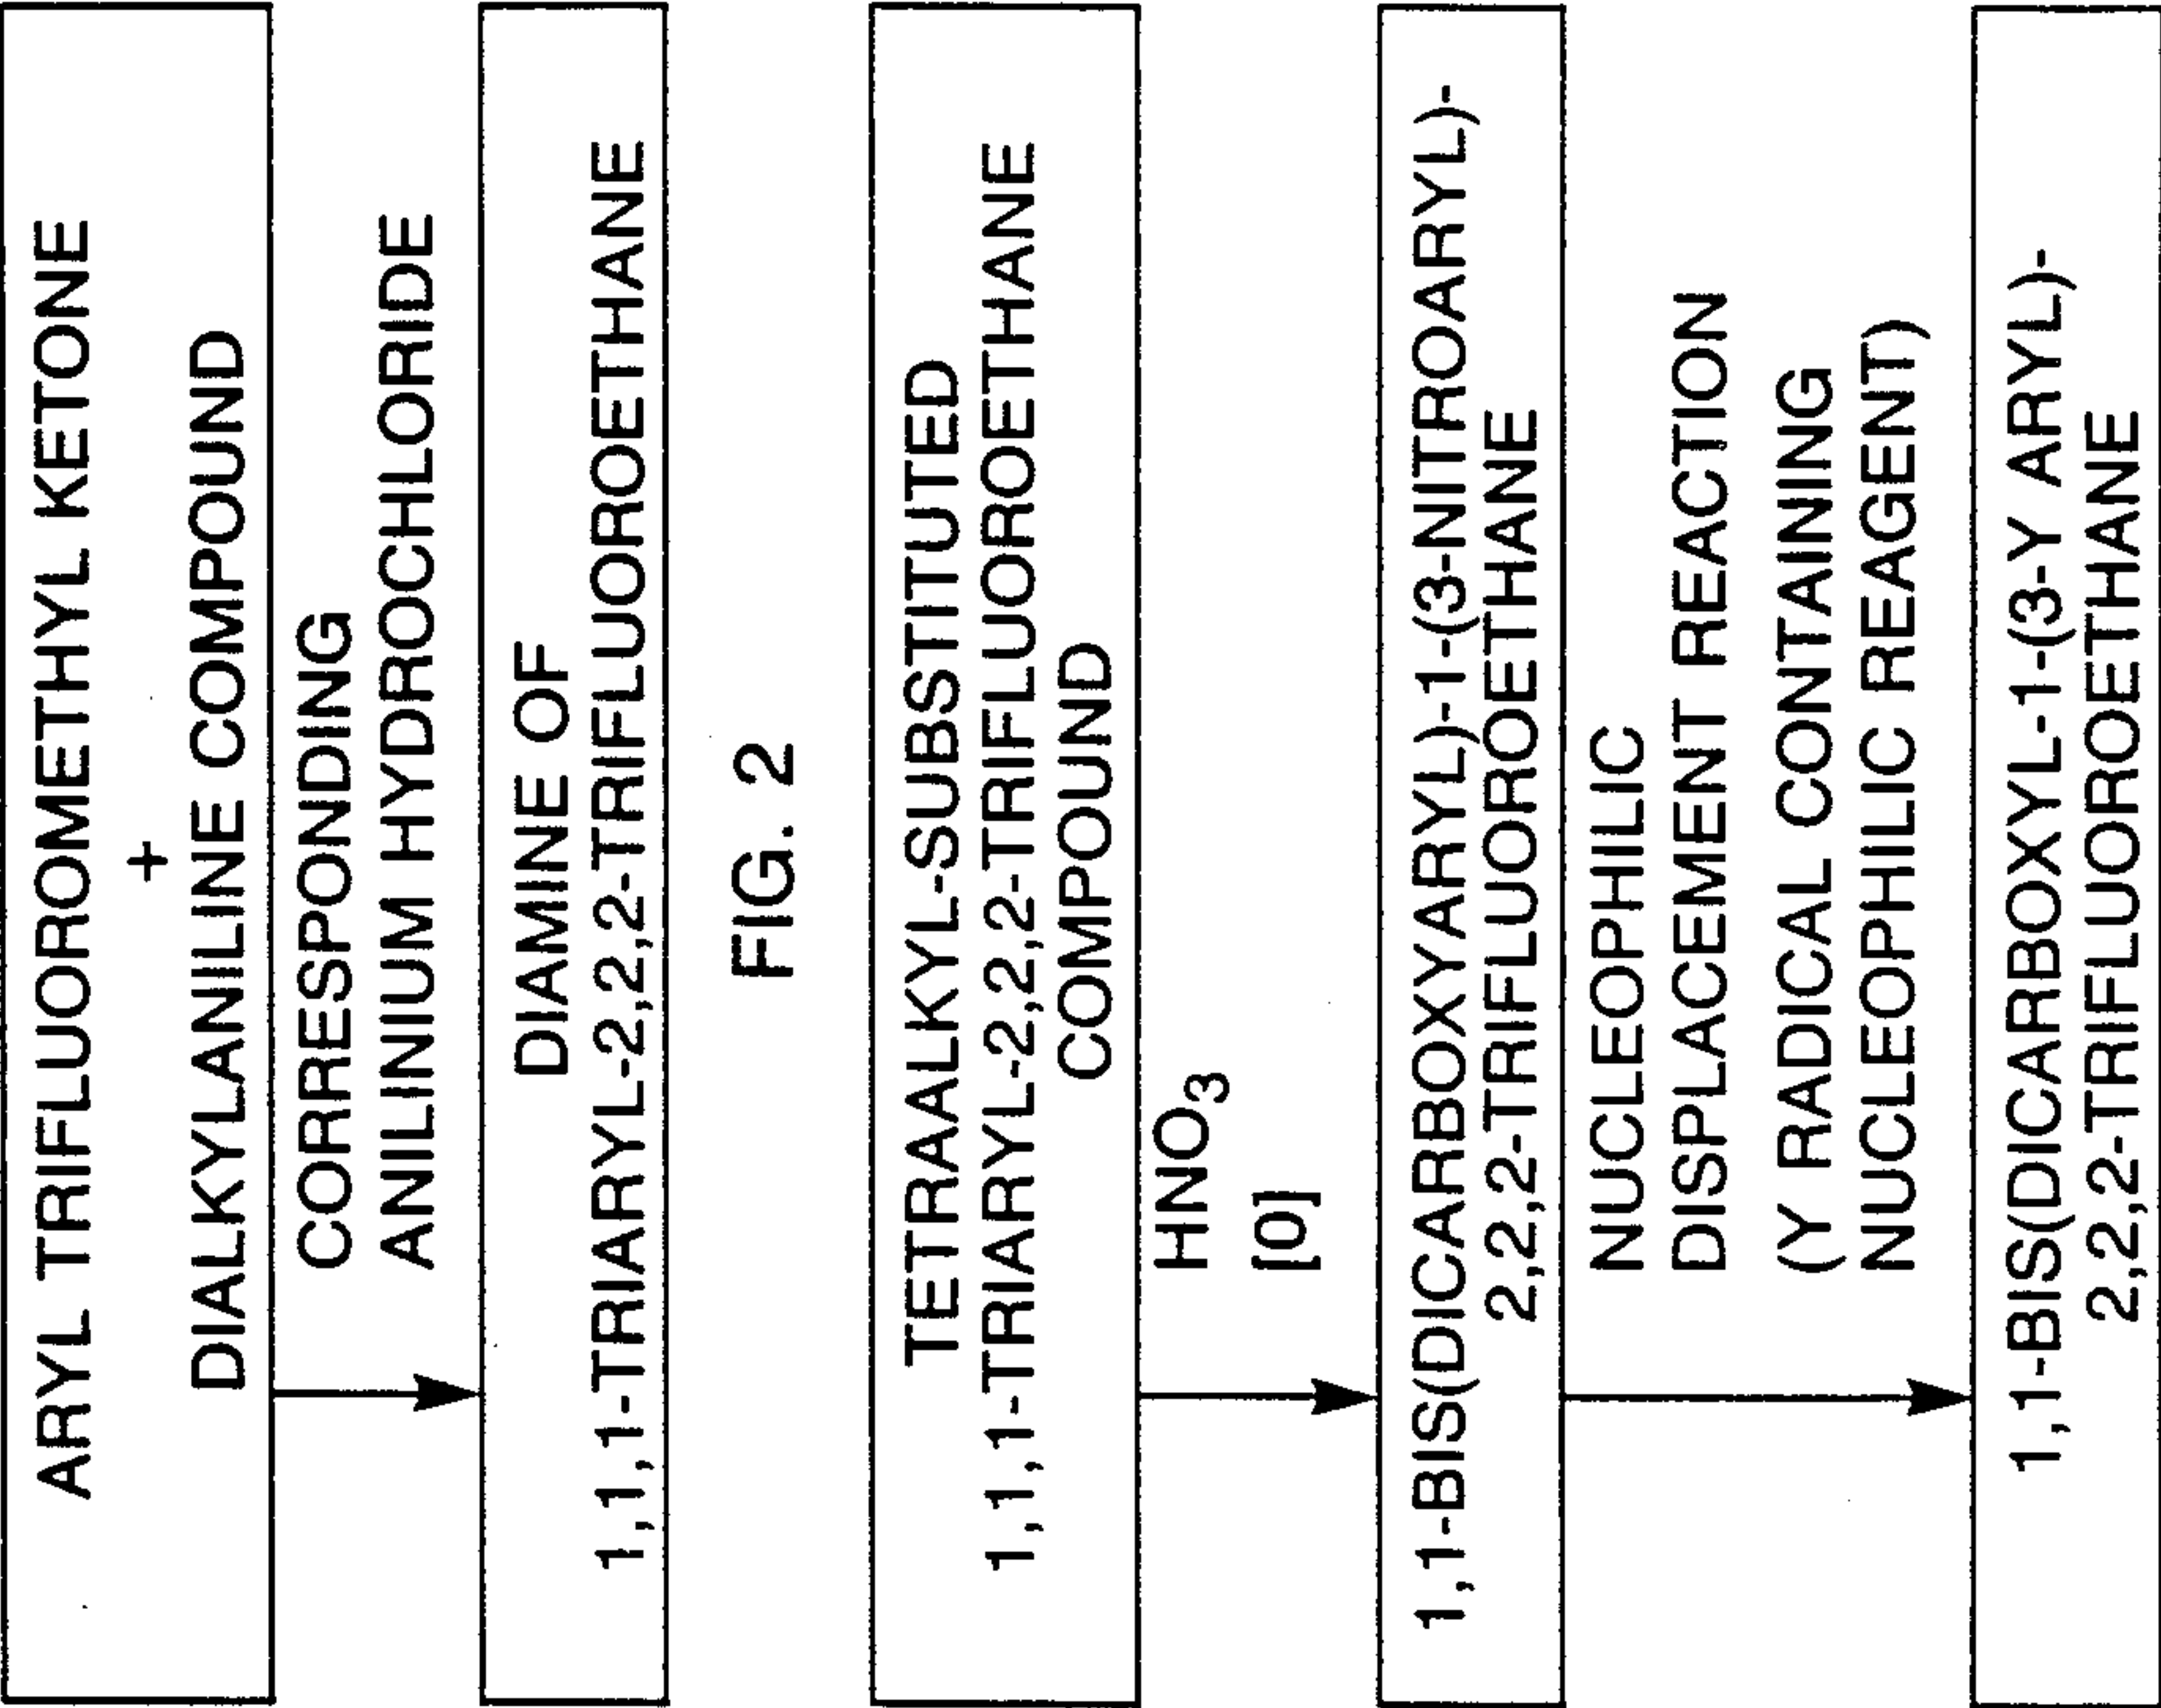 ARYL TRIFLUOROMETHYL KETONE
+
DIALKYLANILINE COMPOUND
CORRESPONDING
ANILINIUM HYDROCHLORIDE
DIAMINE OF
1,1,1-TRIARYL-2,2,2-TRIFLUOROETHANE
FIG. 2
TETRAALKYL-SUBSTITUTED
1,1,1-TRIARYL-2,2,2-TRIFLUOROETHANE
COMPOUND
HNO3
[0]
1,1-BIS(DICARBOXYARYL)-1-(3-NITROARYL)-
2,2,2-TRIFLUOROETHANE
NUCLEOPHILIC
DISPLACEMENT REACTION
(Y RADICAL CONTAINING
NUCLEOPHILIC REAGENT)
1,1-BIS(DICARBOXYL-1-(3-Y ARYL)-
2,2,2-TRIFLUOROETHANE